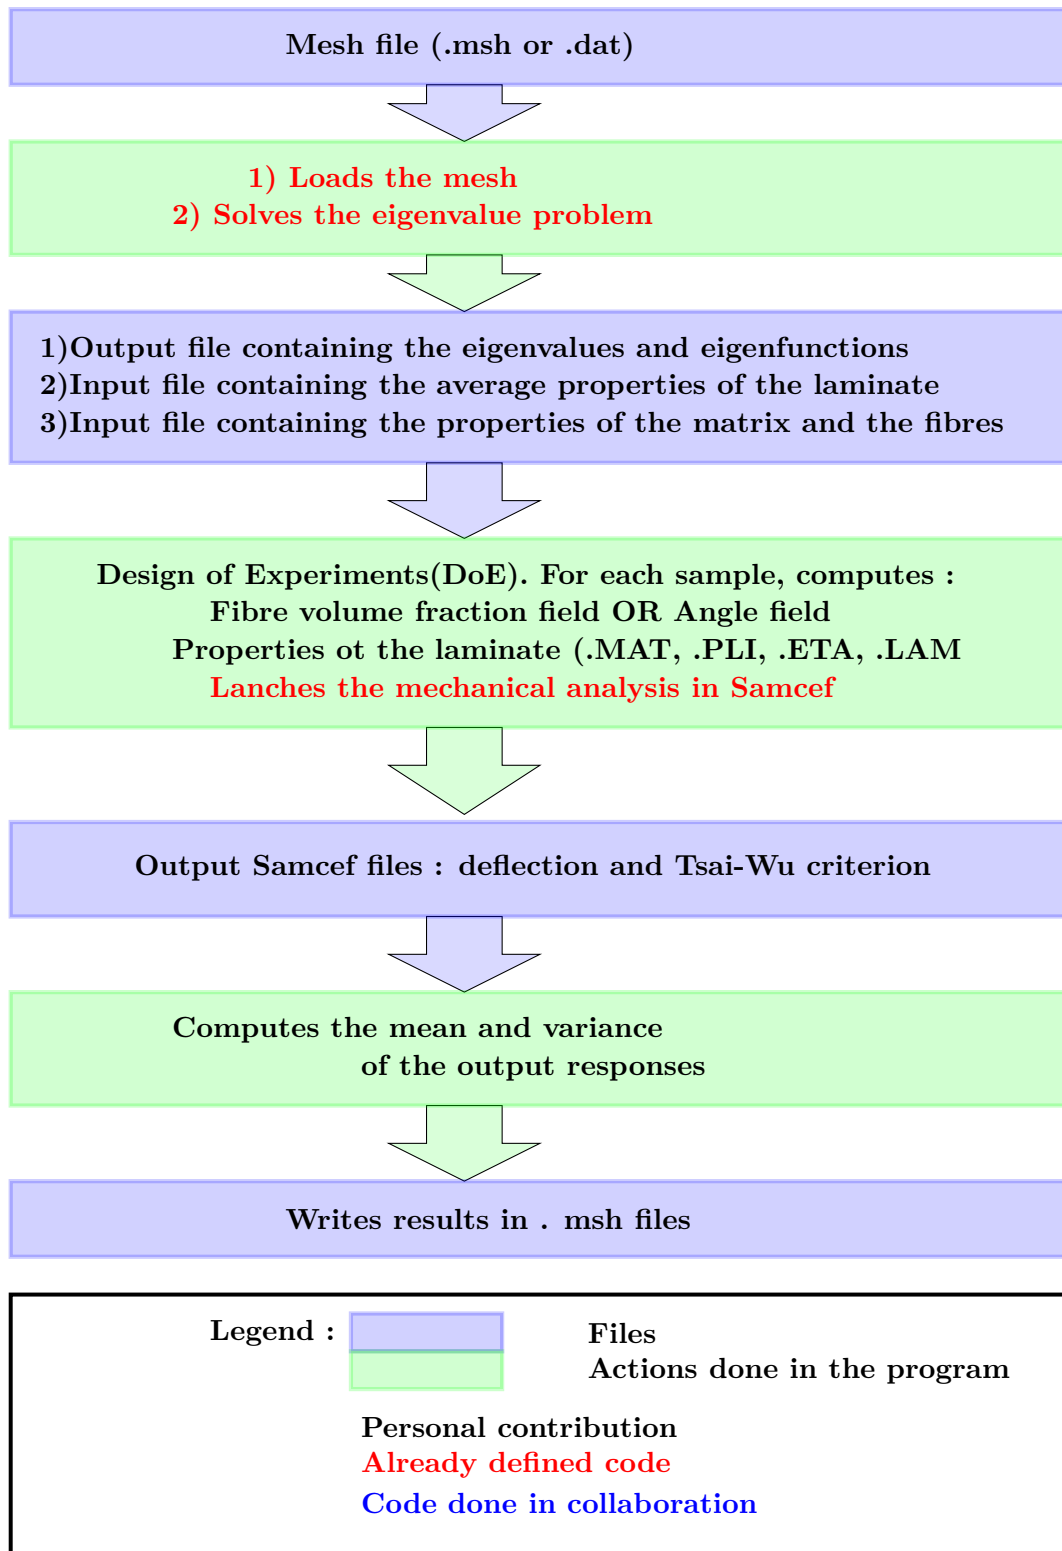 Mesh file (.msh or .dat)
1) Loads the mesh
2) Solves the eigenvalue problem
1)Output file containing the eigenvalues and eigenfunctions
2)Input file containing the average properties of the laminate
3)Input file containing the properties of the matrix and the fibres
Design of Experiments(DoE). For each sample, computes :
Fibre volume fraction field OR Angle field
Properties ot the laminate (.MAT, .PLI, .ETA, .LAM
Lanches the mechanical analysis in Samcef
Output Samcef files : deflection and Tsai-Wu criterion
Computes the mean and variance
of the output responses
Writes results in . msh files
Legend :
Files
Actions done in the program
Personal contribution
Already defined code
Code done in collaboration